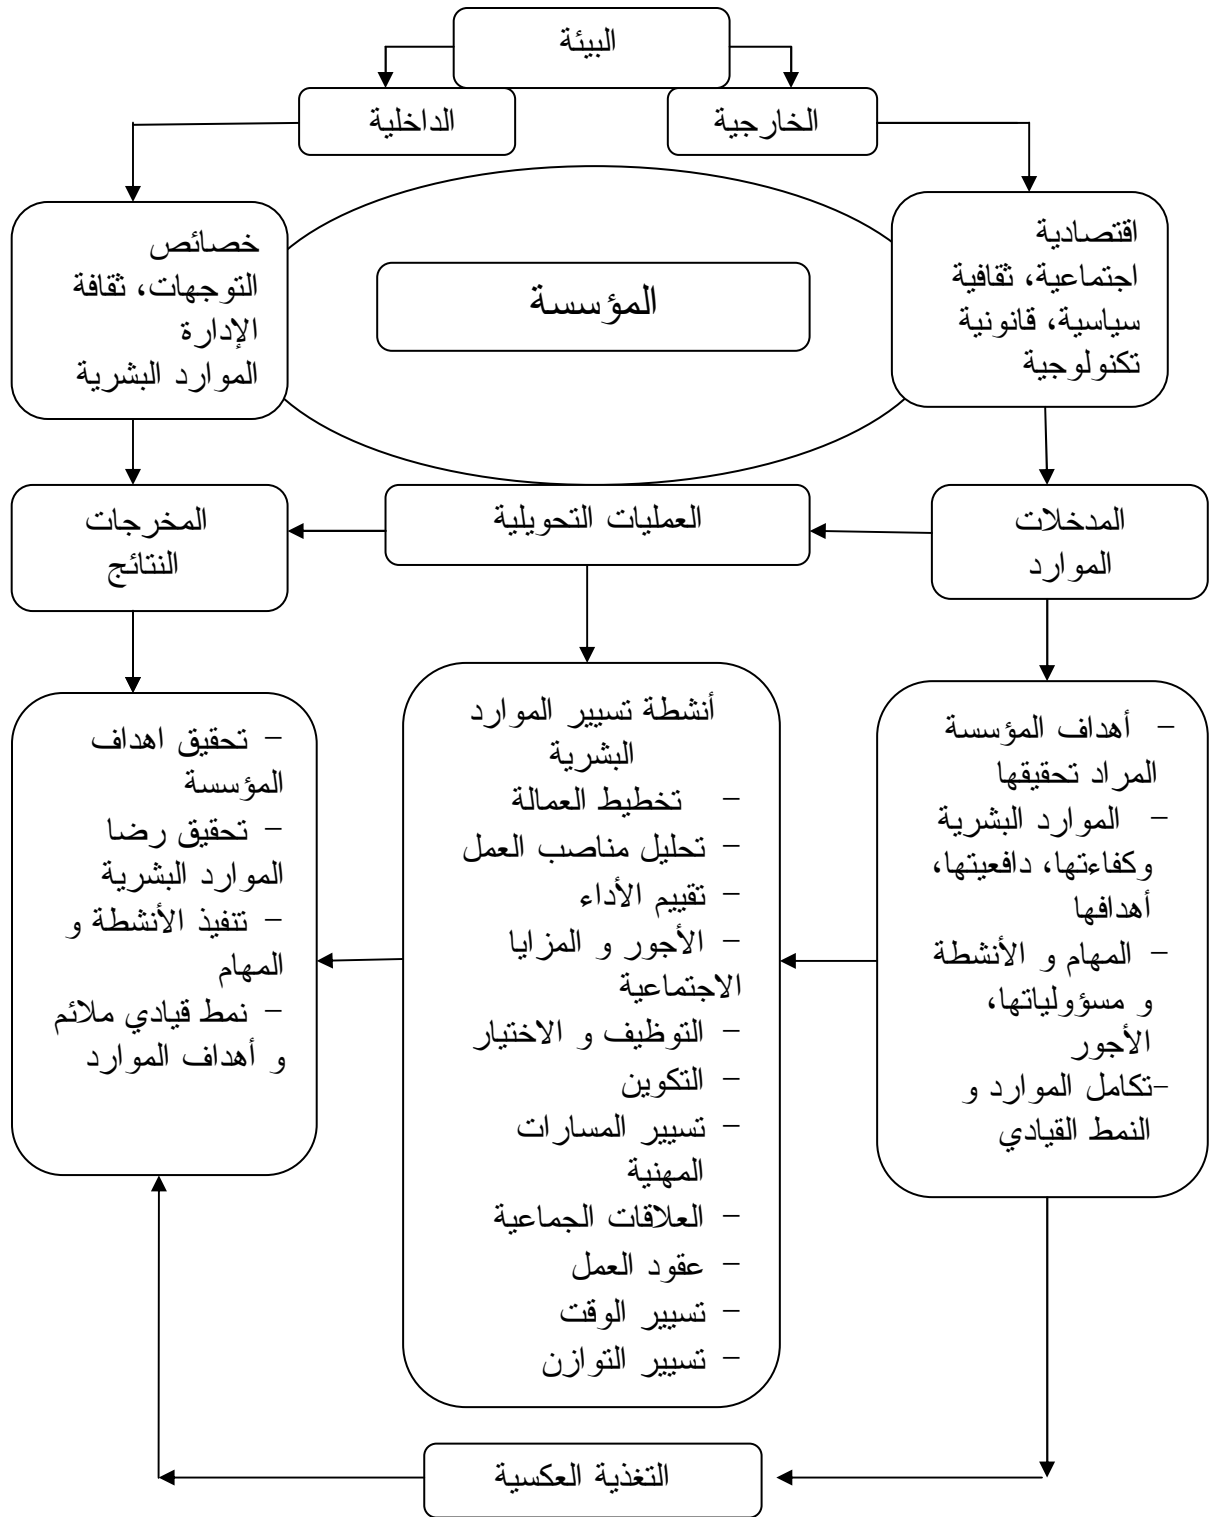 البيئة
الخارجية
الداخلية
اقتصادية
اجتماعية، ثقافية
سياسية، قانونية
تكنولوجية
المؤسسة
خصائص
التوجهات، ثقافة
الإدارة
الموارد البشرية
المدخلات
الموارد
العمليات التحويلية
المخرجات
النتائج
- أهداف المؤسسة
المراد تحقيقها
- الموارد البشرية
وكفاءتها، دافعيتها،
أهدافها
- المهام و الأنشطة
و مسؤولياتها،
الأجور
-تكامل الموارد و
النمط القيادي
أنشطة تسيير الموارد
البشرية
- تخطيط العمالة
- تحليل مناصب العمل
- تقييم الأداء
- الأجور و المزايا
الاجتماعية
- التوظيف و الاختيار
- التكوين
- تسيير المسارات
المهنية
- العلاقات الجماعية
- عقود العمل
- تسيير الوقت
- تسيير التوازن
- تحقيق اهداف
المؤسسة
- تحقيق رضا
الموارد البشرية
- تنفيذ الأنشطة و
المهام
- نمط قيادي ملائم
و أهداف الموارد
التغذية العكسية